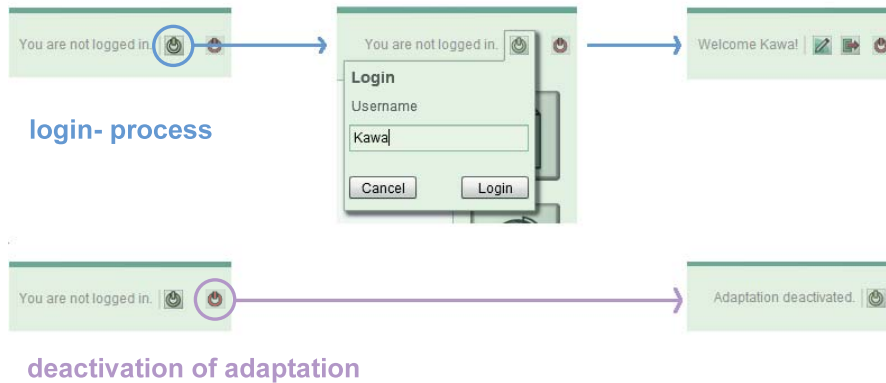 You are not logged in.
You are not logged in.
Welcome Kawa!
Login
Username
Kawa
Cancel
Login
login- process
You are not logged in.
Adaptation deactivated.
deactivation of adaptation